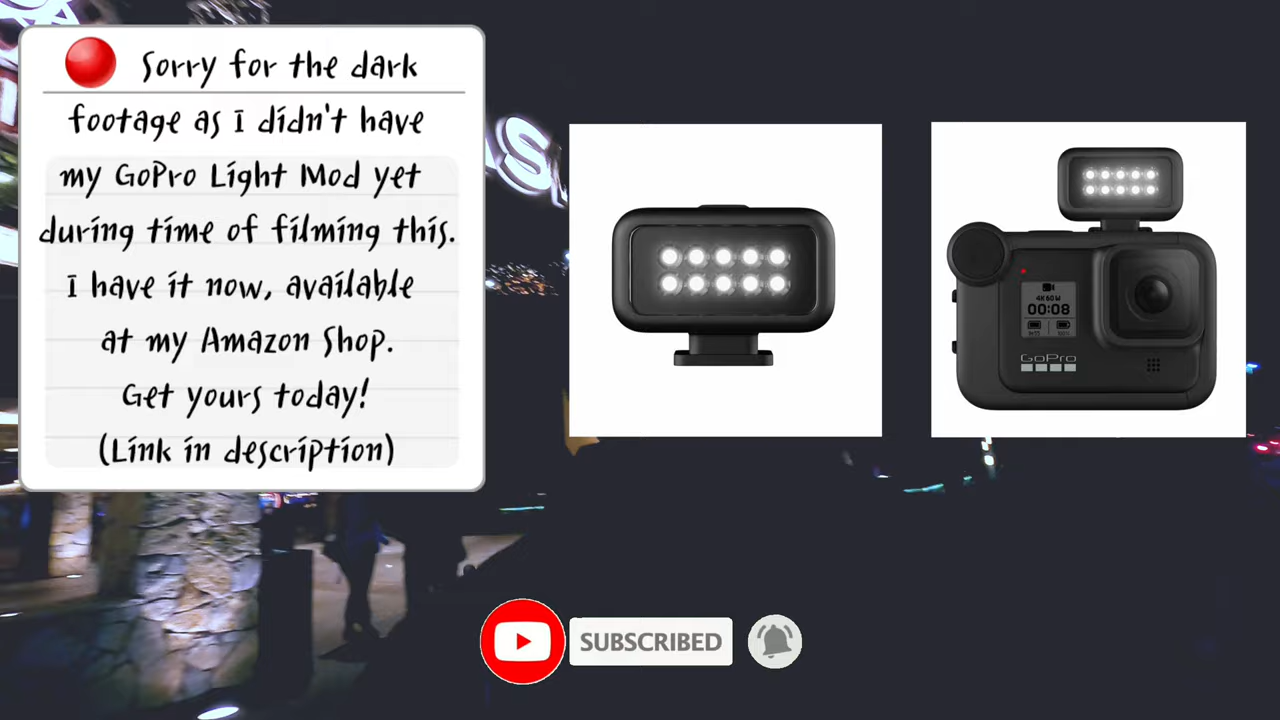 Sorry for the dark
footage as I didn't have
my GoPro Light Mod yet
during time of filming this.
I have it now, available
at my Amazon Shop.
Get yours today!
(Link in description)
S
4K 60 W
00:08
100%
GoPro
SUBSCRIBED